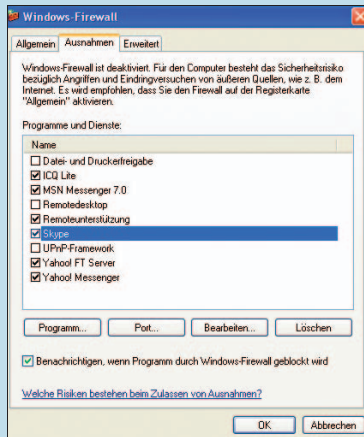 Windows-Firewall
Allgemein Ausnahmen Erweitert
Windows-Firewall ist deaktiviert. Für den Computer besteht das Sicherheitsrisiko
bezüglich Angriffen und Eindringversuchen von äußeren Quellen, wie z. B. dem
Internet. Es wird empfohlen, dass Sie den Firewall auf der Registerkarte
"Allgemein" aktivieren.
Programme und Dienste:
Name
Datei- und Druckerfreigabe
ICQ Lite
MSN Messenger 7.0
Remotedesktop
Remoteunterstützung
Skype
UPnP-Framework
Yahoo! FT Server
Yahoo! Messenger
Programm... Port... Bearbeiten... Löschen
Benachrichtigen, wenn Programm durch Windows-Firewall geblockt wird
Welche Risiken bestehen beim Zulassen von Ausnahmen?
OK Abbrechen